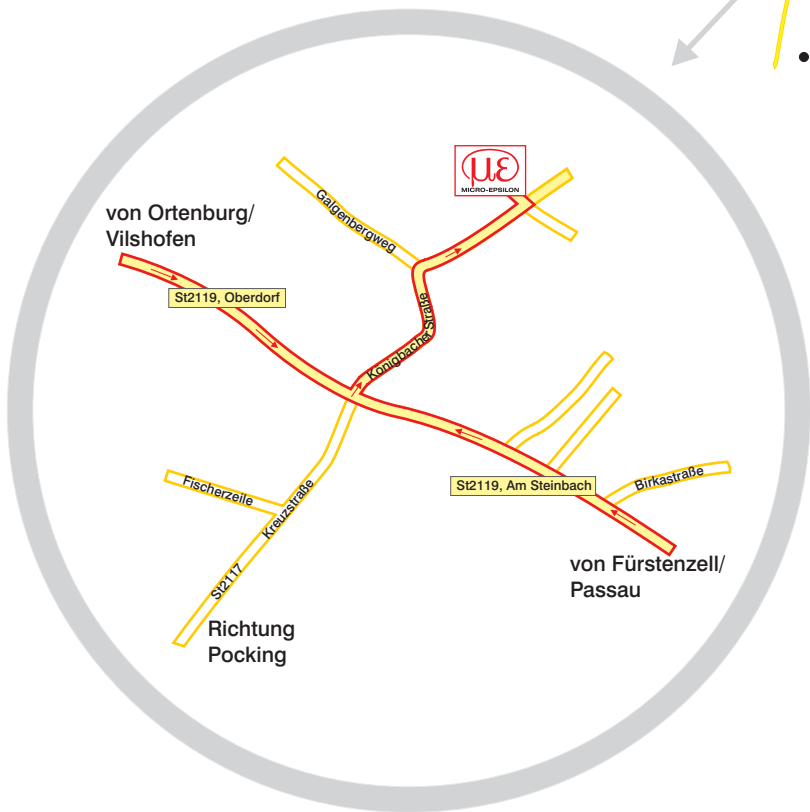 με
MICRO-EPSILON
Galgenbergweg
von Ortenburg/
Vilshofen
St2119, Oberdorf
Königbacher Straße
Fischerzeile
Kreuzstraße
St2117
St2119, Am Steinbach
Birkastraße
von Fürstenzell/
Passau
Richtung
Pocking